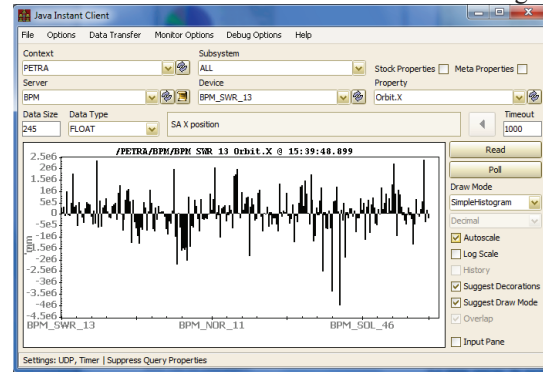 Java Instant Client
File Options Data Transfer Monitor Options Debug Options Help
Context Subsystem
PETRA ALL Stock Properties Meta Properties
Server Device Property
BPM BPM_SWR_13 Orbit.X
Data Size Data Type Timeout
245 FLOAT SA X position 1000
/PETRA/BPM/BPM SWR 13 Orbit.X @ 15:39:48.899
Read
Poll
Draw Mode
SimpleHistogram
Decimal
Autoscale
Log Scale
History
Suggest Decorations
Suggest Draw Mode
Overlap
Input Pane
2.5e6
2e6
1.5e6
1e6
5e5
0
-5e5
-1e6
-1.5e6
-2e6
-2.5e6
-3e6
-3.5e6
-4e6
-4.5e6
BPM_SWR_13 BPM_NOR_11 BPM_SOL_46
Settings: UDP, Timer | Suppress Query Properties